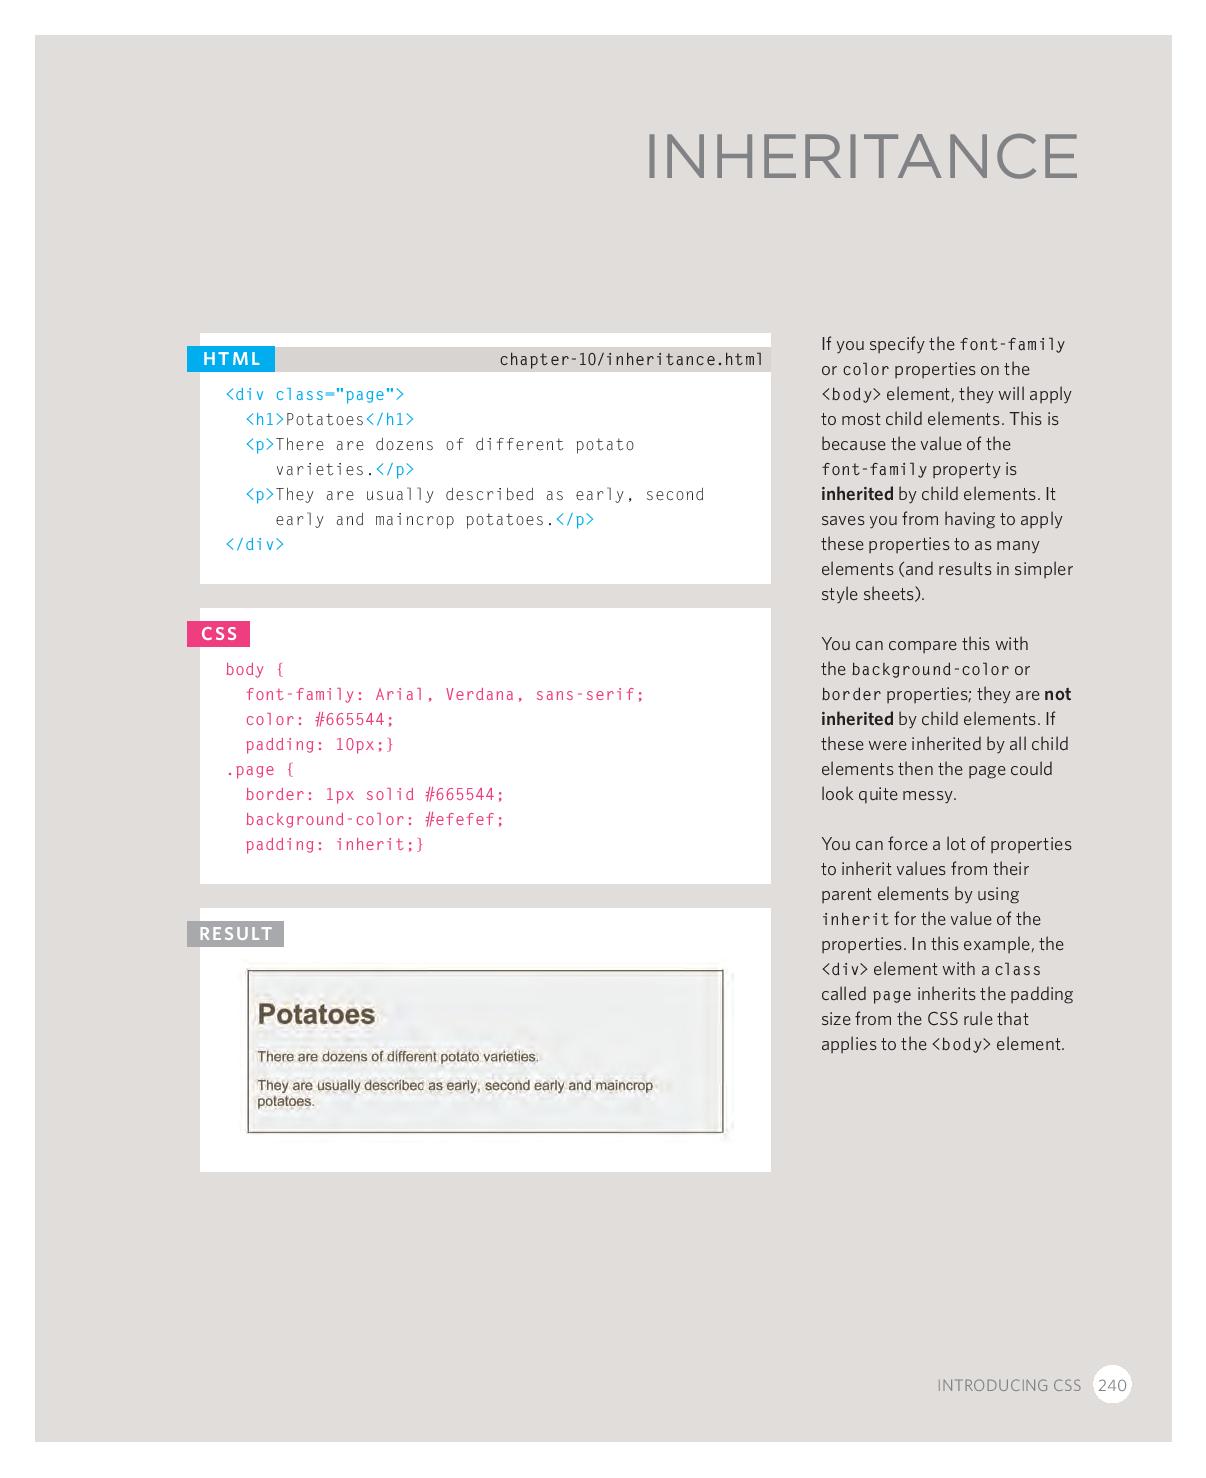 INHERITANCE
HTML
chapter-10/inheritance.html
<div class="page">
<h1>Potatoes</h1>
<p>There are dozens of different potato
varieties.</p>
<p>They are usually described as early, second
early and maincrop potatoes.</p>
</div>
CSS
body {
font-family: Arial, Verdana, sans-serif;
color: #665544;
padding: 10px;}
.page {
border: 1px solid #665544;
background-color: #efefef;
padding: inherit;}
RESULT
Potatoes
There are dozens of different potato varieties.
They are usually described as early, second early and maincrop
potatoes.
If you specify the font-family
or color properties on the
<body> element, they will apply
to most child elements. This is
because the value of the
font-family property is
inherited by child elements. It
saves you from having to apply
these properties to as many
elements (and results in simpler
style sheets).
You can compare this with
the background-color or
border properties; they are not
inherited by child elements. If
these were inherited by all child
elements then the page could
look quite messy.
You can force a lot of properties
to inherit values from their
parent elements by using
inherit for the value of the
properties. In this example, the
<div> element with a class
called page inherits the padding
size from the CSS rule that
applies to the <body> element.
INTRODUCING CSS 240